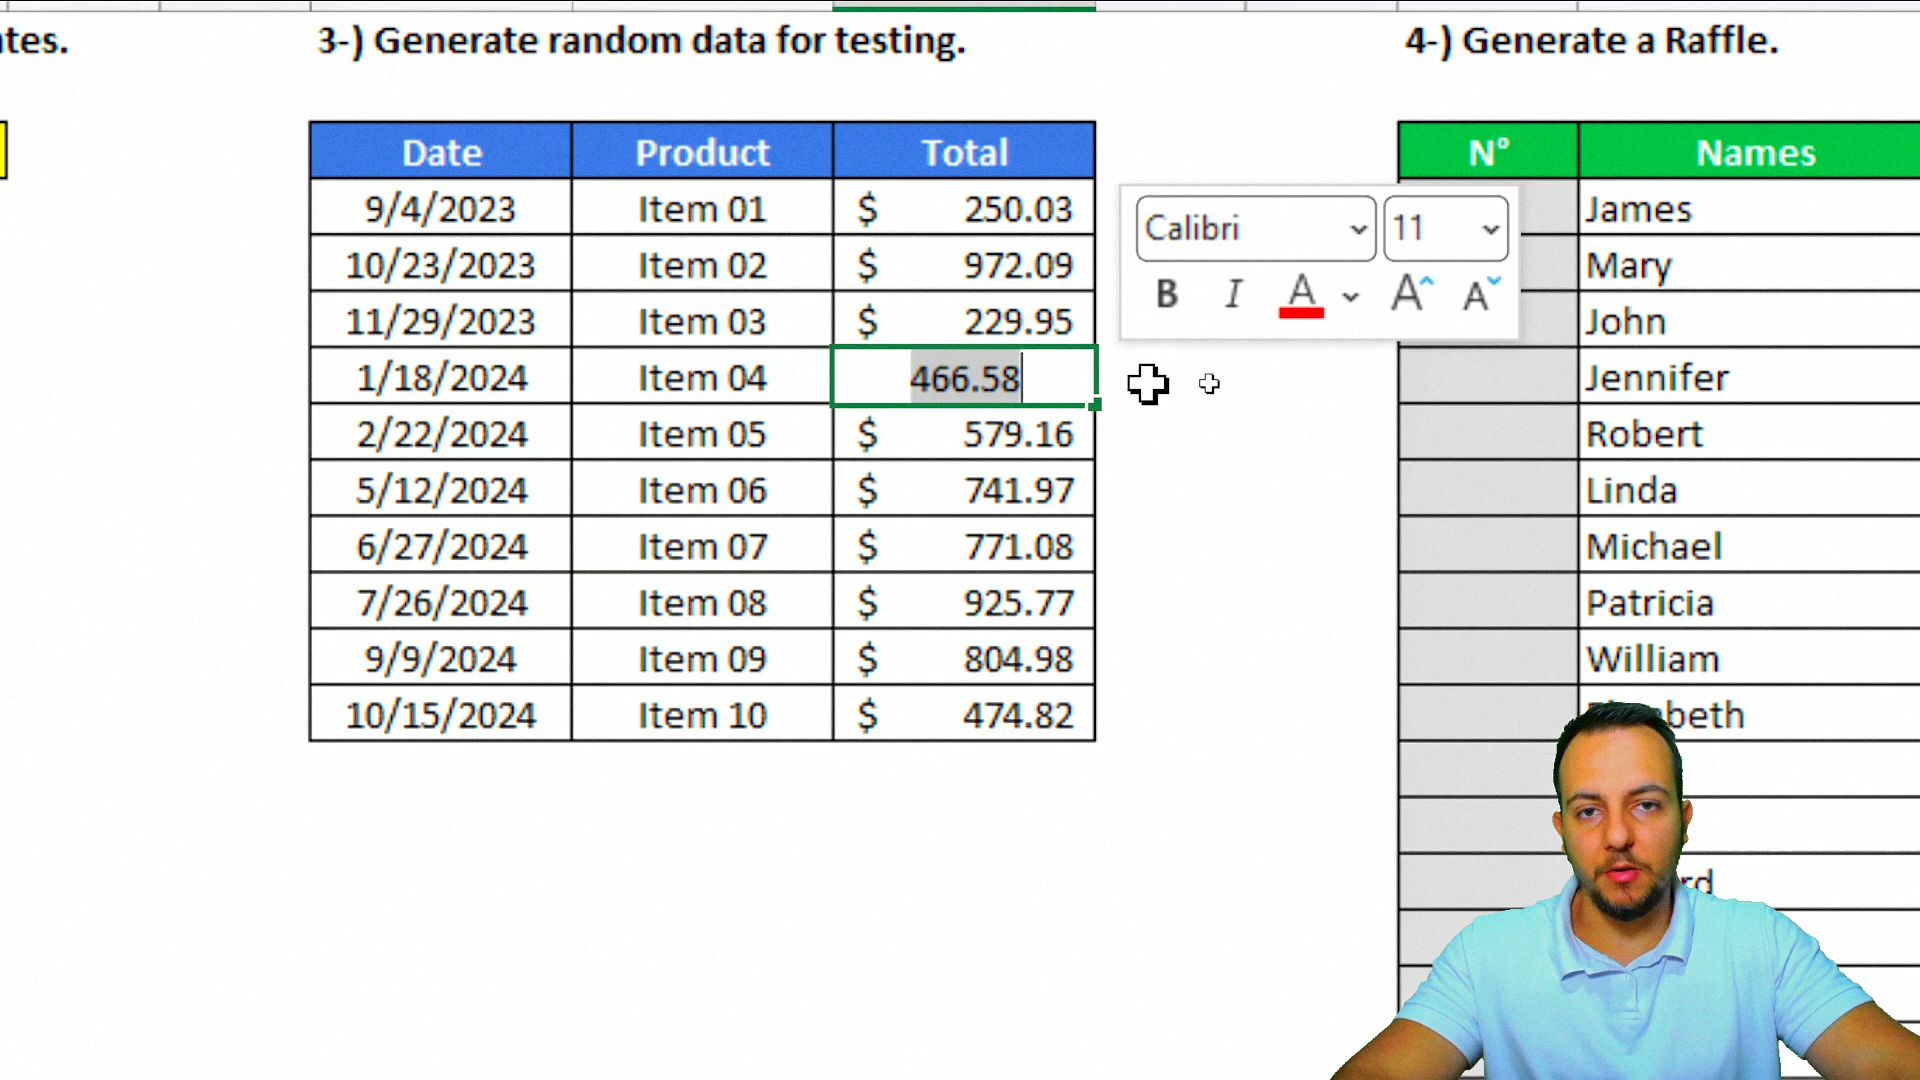 tes.
3-) Generate random data for testing.
4-) Generate a Raffle.
Date Product Total
9/4/2023 Item 01 $ 250.03
10/23/2023 Item 02 $ 972.09
11/29/2023 Item 03 $ 229.95
1/18/2024 Item 04 466.58
2/22/2024 Item 05 $ 579.16
5/12/2024 Item 06 $ 741.97
6/27/2024 Item 07 $ 771.08
7/26/2024 Item 08 $ 925.77
9/9/2024 Item 09 $ 804.98
10/15/2024 Item 10 $ 474.82
Calibri 11
B I A A A
N° Names
James
Mary
John
Jennifer
Robert
Linda
Michael
Patricia
William
beth
rd